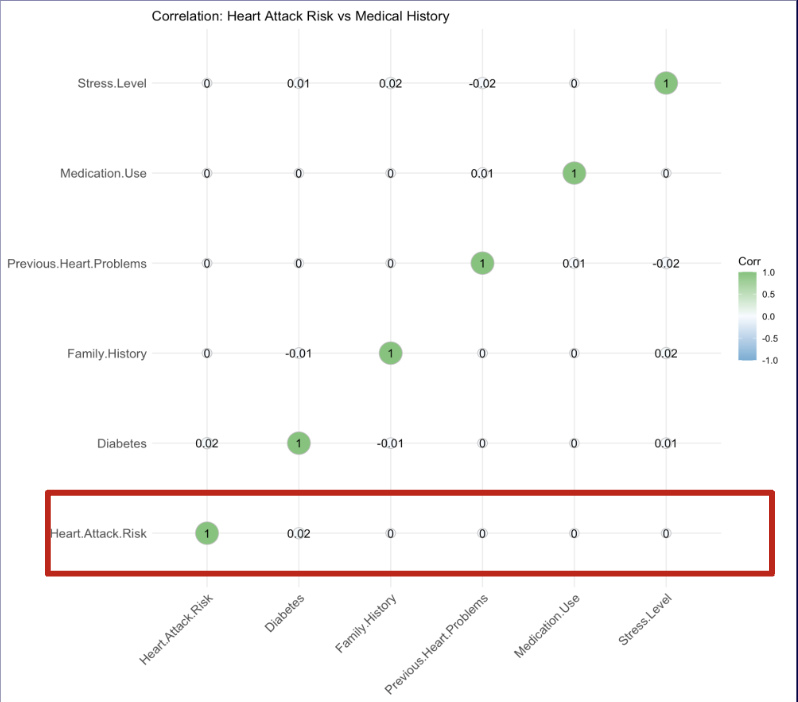 Correlation: Heart Attack Risk vs Medical History
Stress.Level 0 0.01 0.02 -0.02 0 1
Medication.Use 0 0 0 0.01 1 0
Previous.Heart.Problems 0 0 0 1 0.01 -0.02
Family.History 0 -0.01 1 0 0 0.02
Diabetes 0.02 1 -0.01 0 0 0.01
Heart.Attack.Risk 1 0.02 0 0 0 0
Heart.Attack.Risk
Diabetes
Family.History
Previous.Heart.Problems
Medication.Use
Stress.Level
Corr
1.0
0.5
0.0
-0.5
-1.0